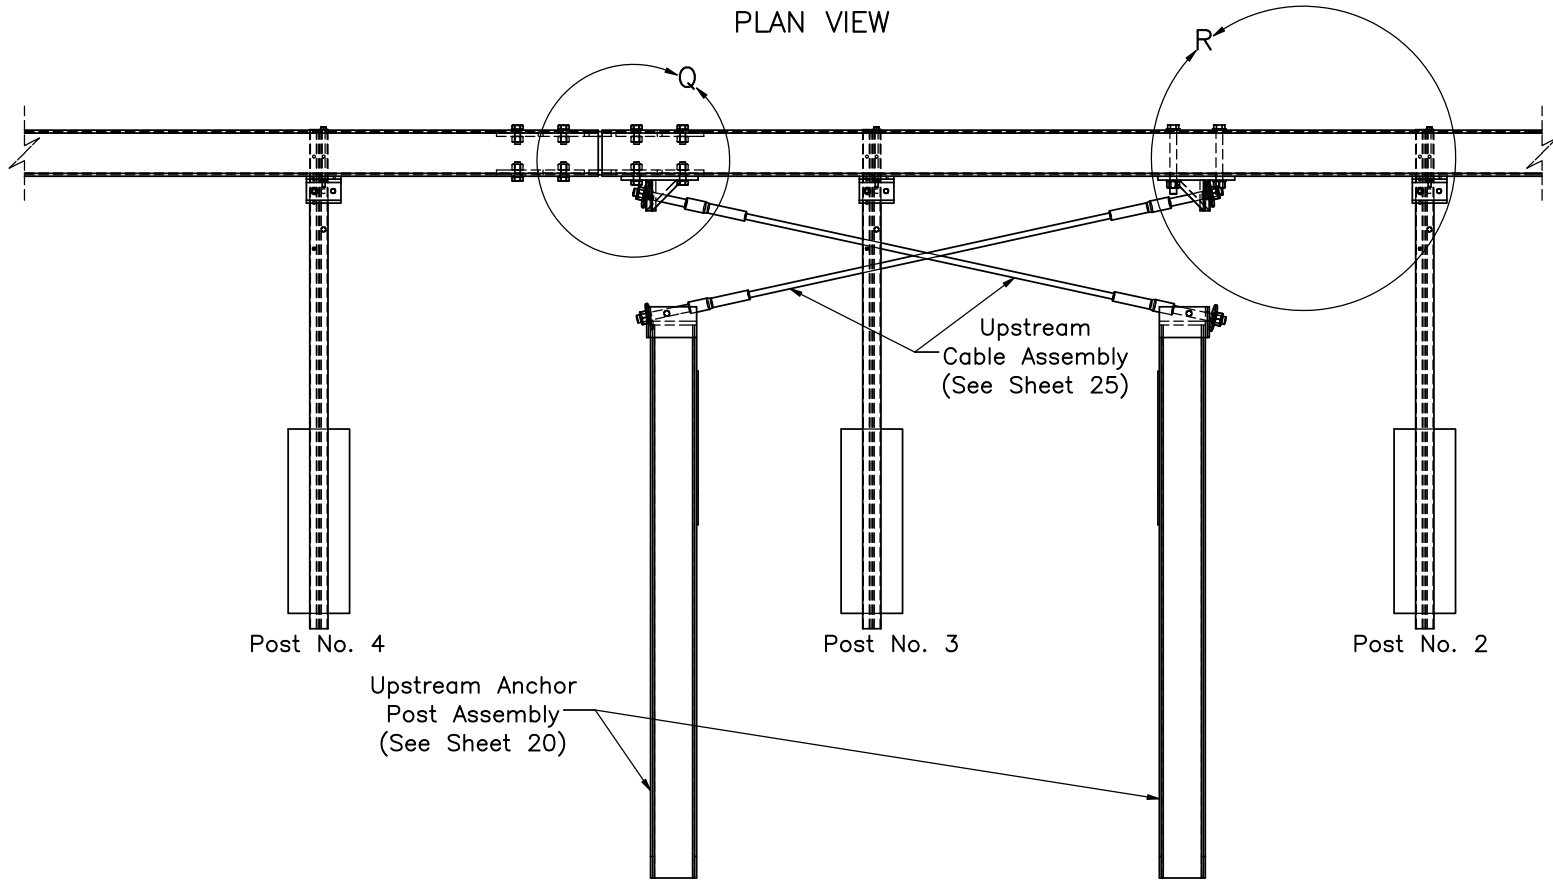 PLAN VIEW
Q
R
Upstream
Cable Assembly
(See Sheet 25)
Post No. 4
Post No. 3
Post No. 2
Upstream Anchor
Post Assembly
(See Sheet 20)